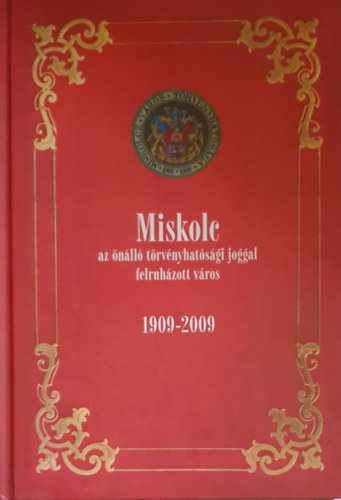 Miskolc
az önálló törvényhatósági joggal
felruházott város
1909-2009